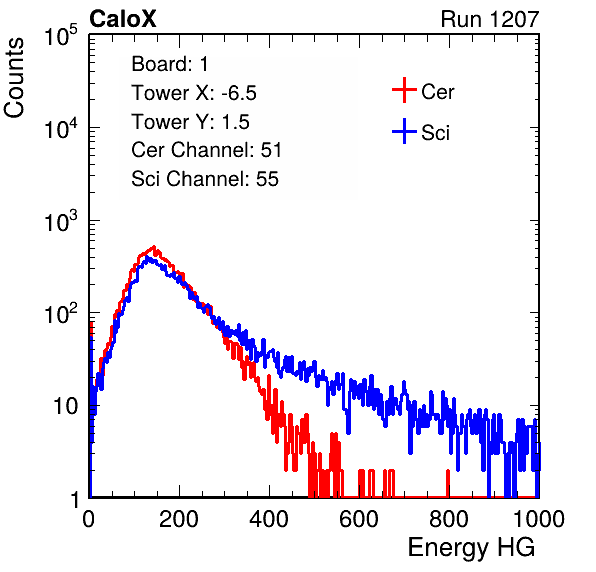 CaloX Run 1207
Counts
10^5
10^4
10^3
10^2
10
1
Board: 1
Tower X: -6.5
Tower Y: 1.5
Cer Channel: 51
Sci Channel: 55
Cer
Sci
0 200 400 600 800 1000
Energy HG